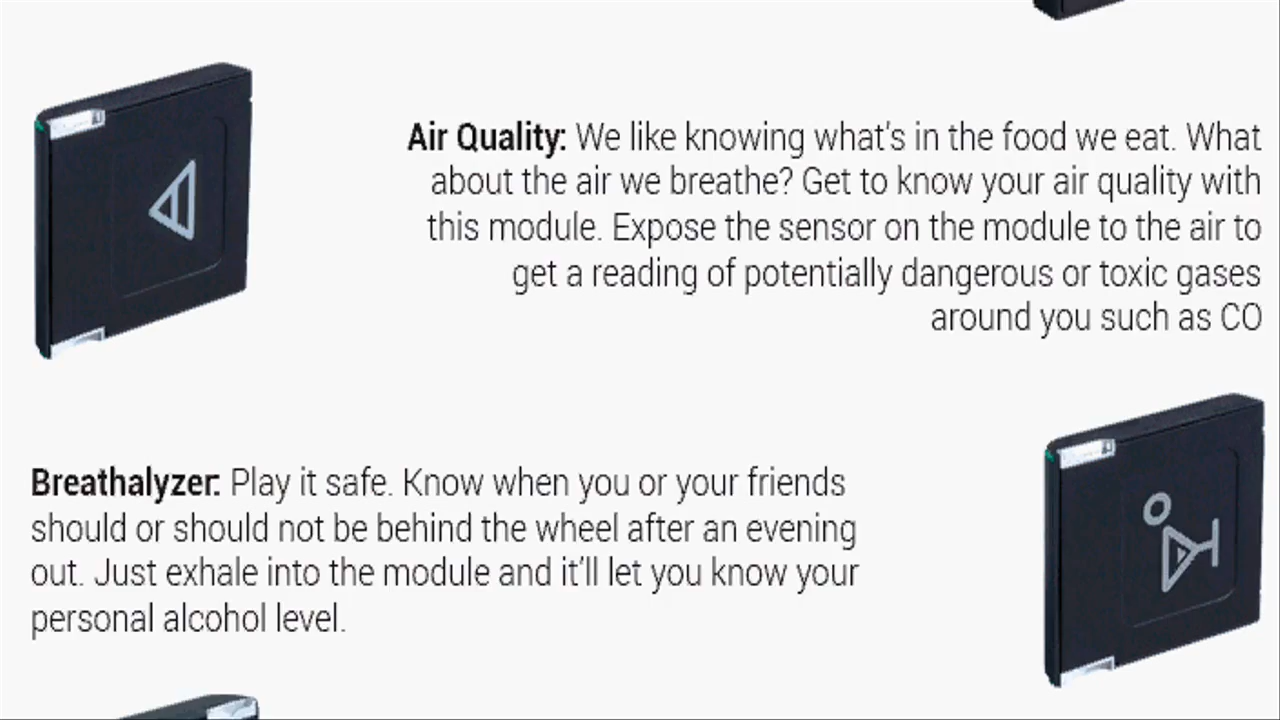 Air Quality: We like knowing what's in the food we eat. What
about the air we breathe? Get to know your air quality with
this module. Expose the sensor on the module to the air to
get a reading of potentially dangerous or toxic gases
around you such as CO
Breathalyzer: Play it safe. Know when you or your friends
should or should not be behind the wheel after an evening
out. Just exhale into the module and it'll let you know your
personal alcohol level.